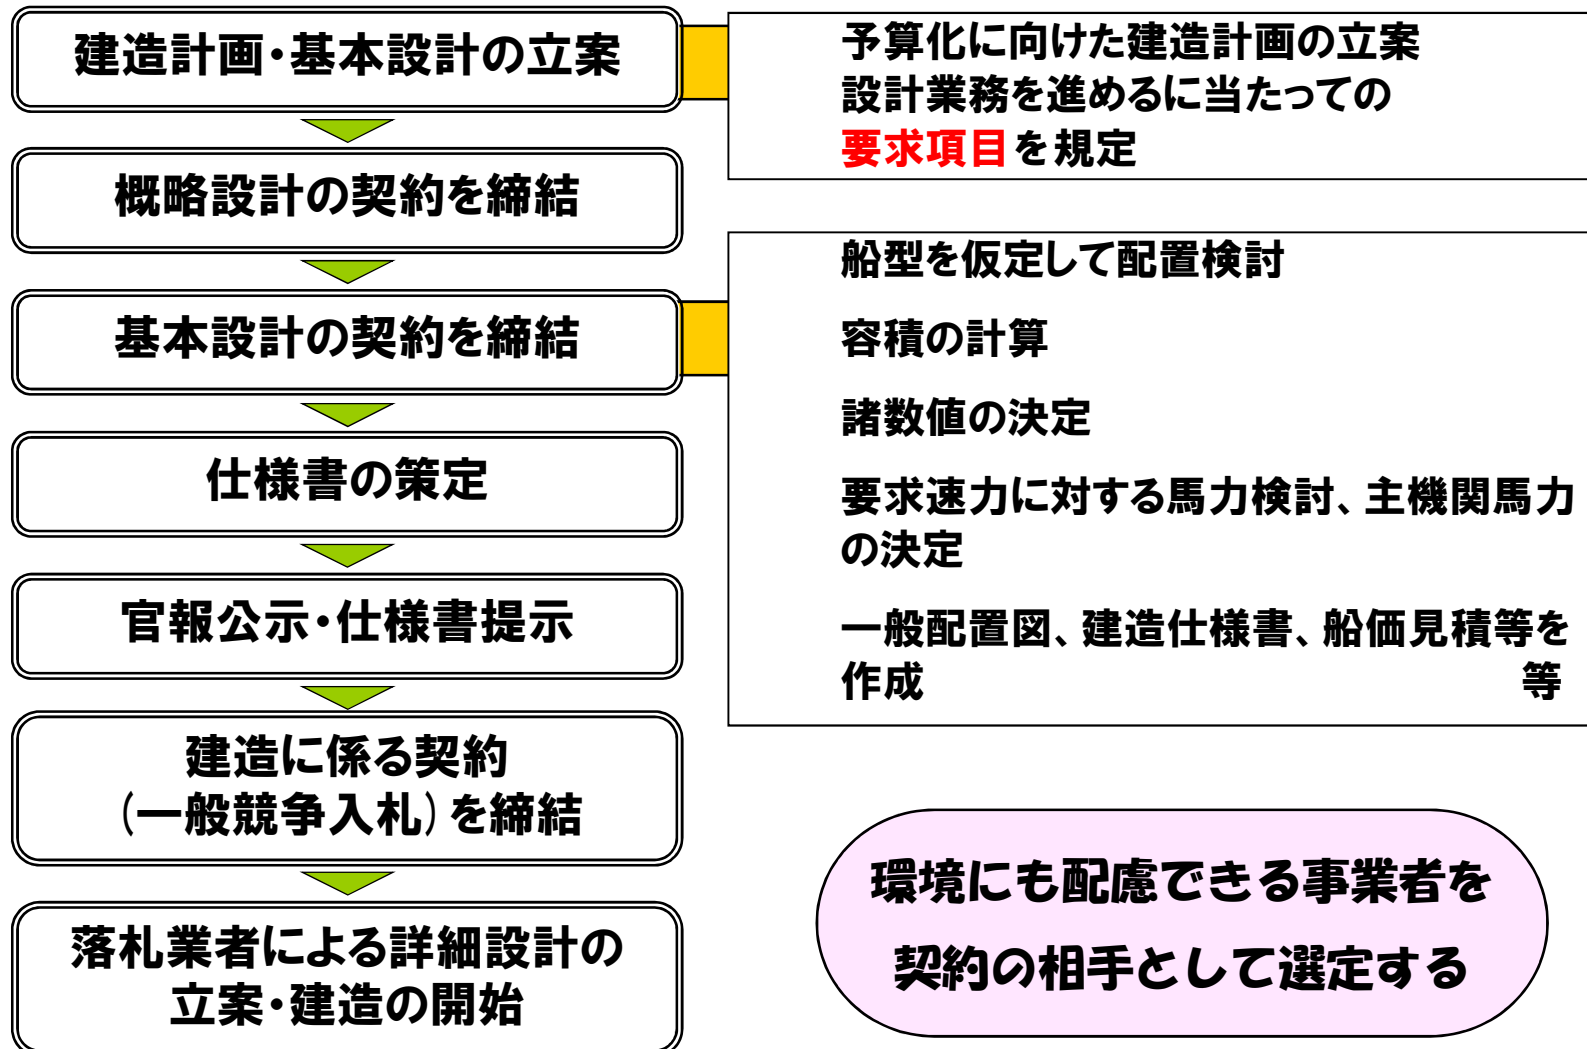 建造計画・基本設計の立案
予算化に向けた建造計画の立案
設計業務を進めるに当たっての
要求項目を規定
概略設計の契約を締結
基本設計の契約を締結
船型を仮定して配置検討
容積の計算
諸数値の決定
要求速力に対する馬力検討、主機関馬力
の決定
一般配置図、建造仕様書、船価見積等を
作成 等
仕様書の策定
官報公示・仕様書提示
建造に係る契約
(一般競争入札)を締結
落札業者による詳細設計の
立案・建造の開始
環境にも配慮できる事業者を
契約の相手として選定する